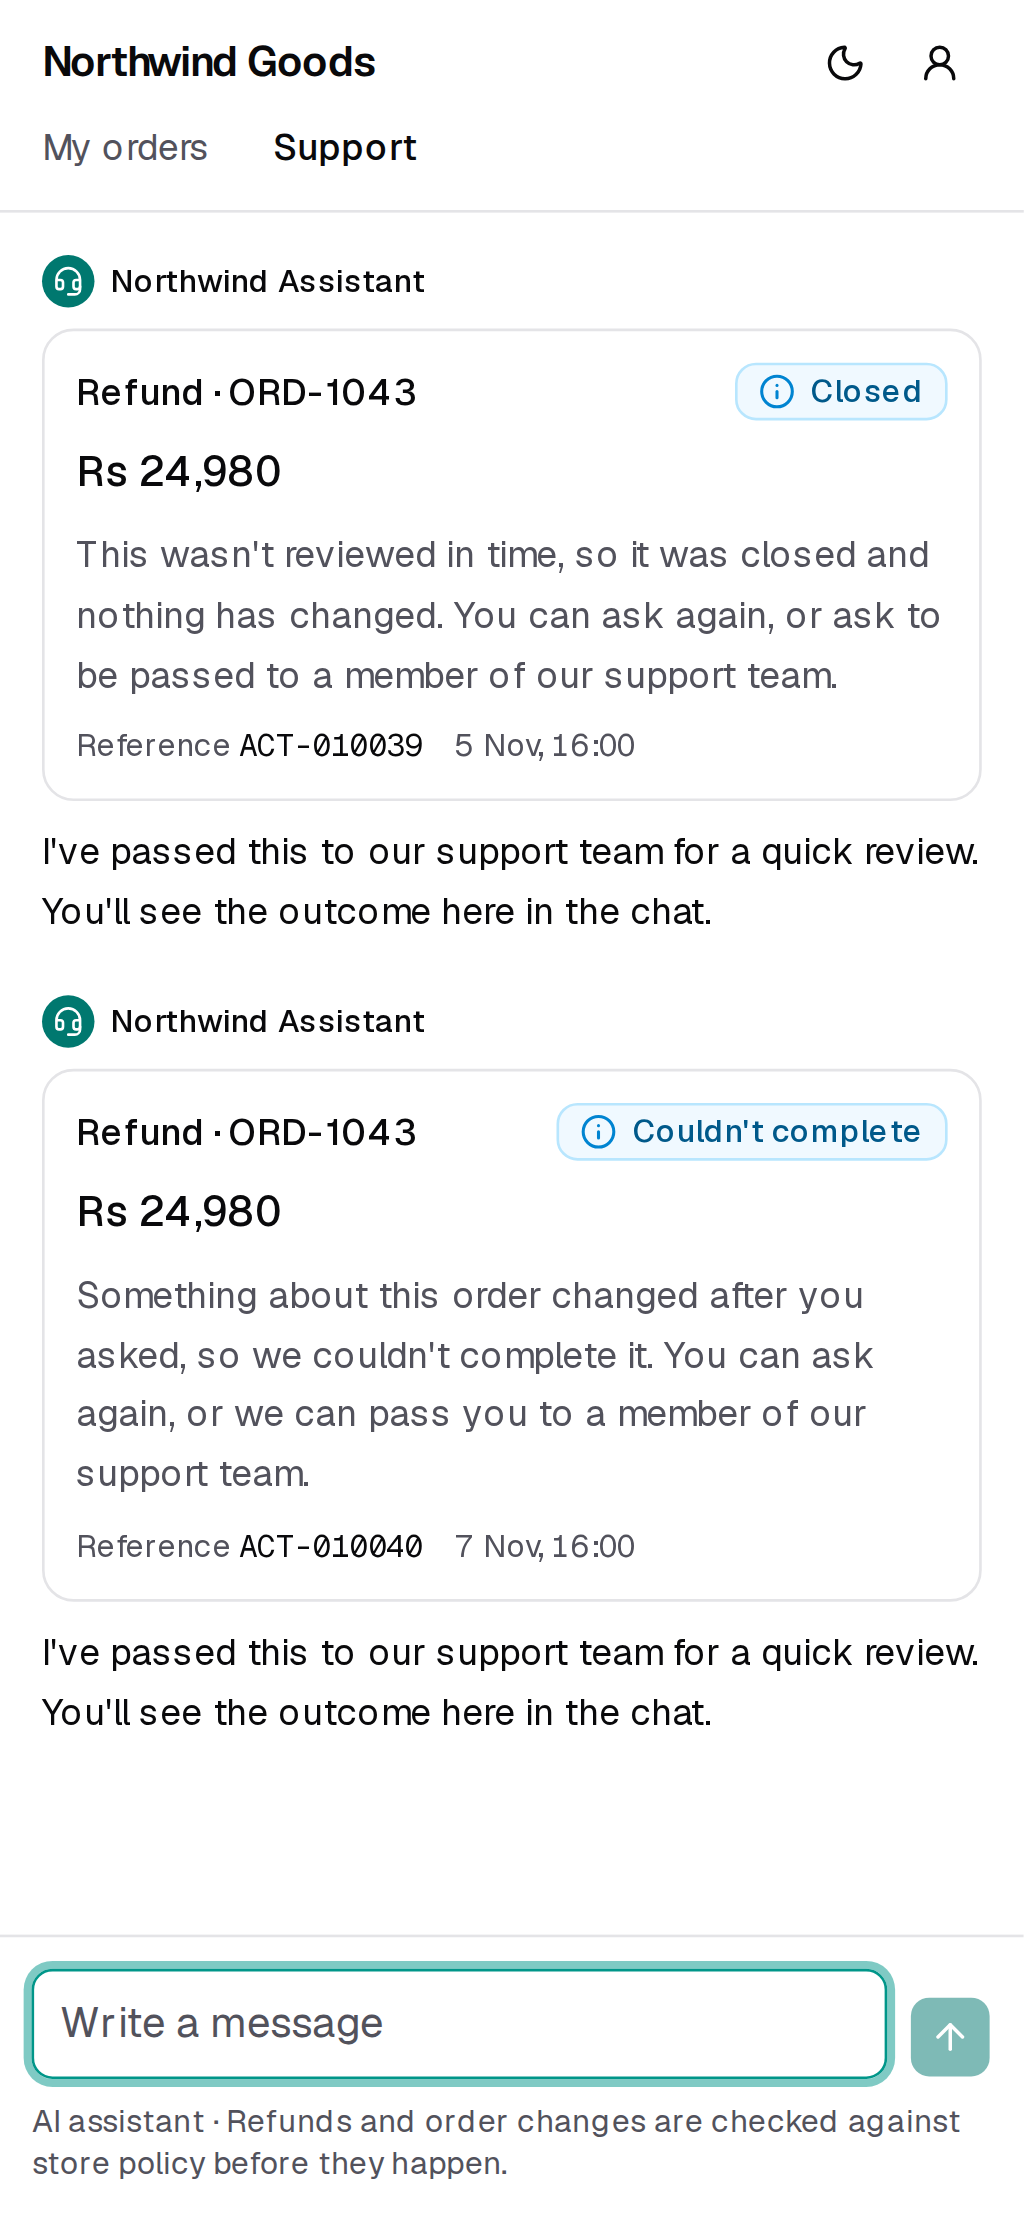 Northwind Goods
My orders Support
Northwind Assistant
Refund · ORD-1043 Closed
Rs 24,980
This wasn't reviewed in time, so it was closed and
nothing has changed. You can ask again, or ask to
be passed to a member of our support team.
Reference ACT-010039 5 Nov, 16:00
I've passed this to our support team for a quick review.
You'll see the outcome here in the chat.
Northwind Assistant
Refund · ORD-1043 Couldn't complete
Rs 24,980
Something about this order changed after you
asked, so we couldn't complete it. You can ask
again, or we can pass you to a member of our
support team.
Reference ACT-010040 7 Nov, 16:00
I've passed this to our support team for a quick review.
You'll see the outcome here in the chat.
Write a message
AI assistant · Refunds and order changes are checked against
store policy before they happen.